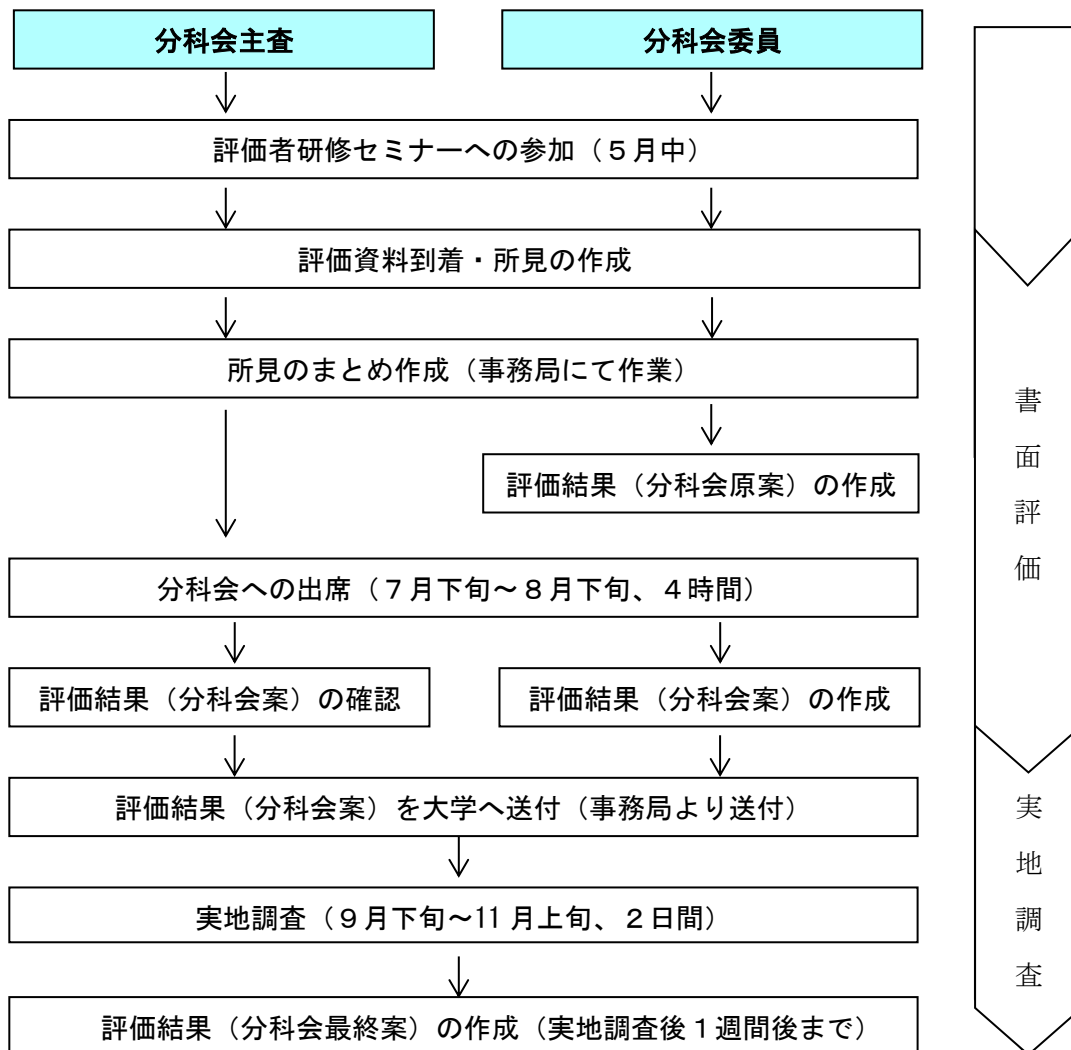 分科会主査
分科会委員
評価者研修セミナーへの参加（５月中）
評価資料到着・所見の作成
所見のまとめ作成（事務局にて作業）
評価結果（分科会原案）の作成
分科会への出席（７月下旬～８月下旬、４時間）
評価結果（分科会案）の確認
評価結果（分科会案）の作成
評価結果（分科会案）を大学へ送付（事務局より送付）
実地調査（９月下旬～11月上旬、２日間）
評価結果（分科会最終案）の作成（実地調査後１週間後まで）
書面評価
実地調査